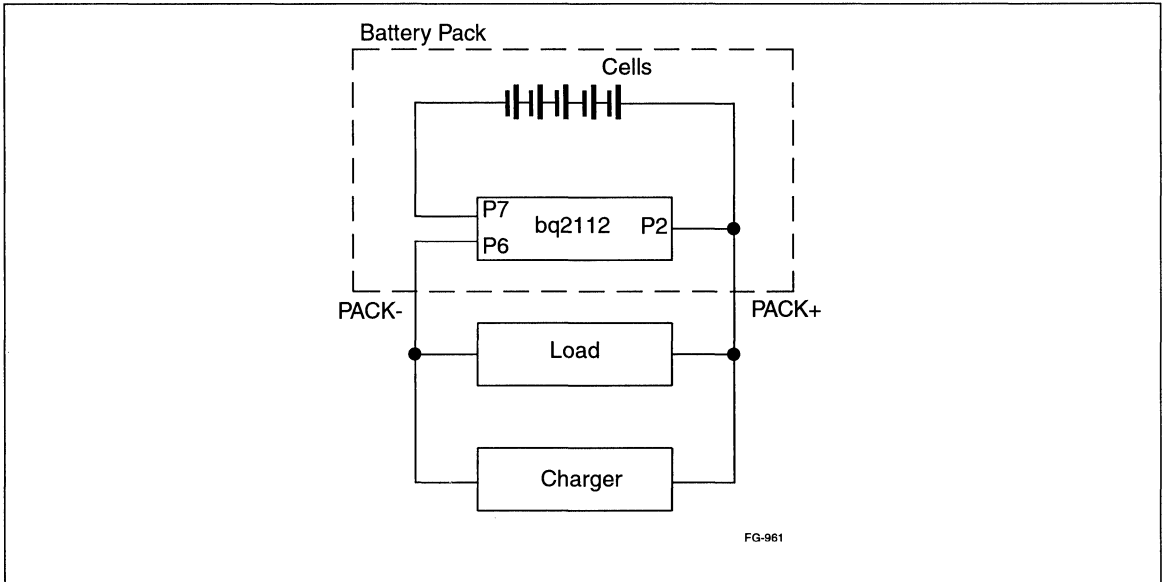 Battery Pack
Cells
P7
bq2112
P2
P6
PACK-
PACK+
Load
Charger
FG-961